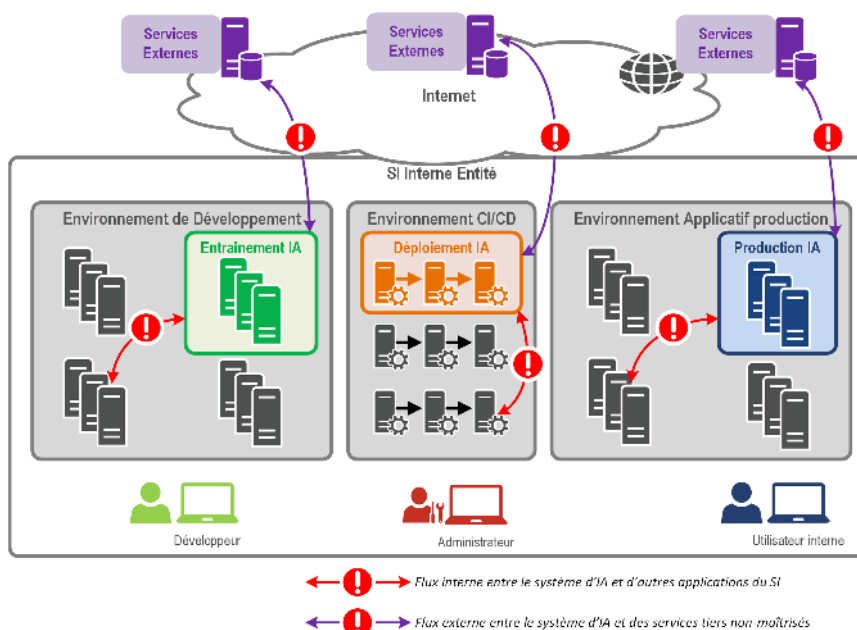 Services
Externes
Services
Externes
Services
Externes
Internet
SI Interne Entité
Environnement de Développement
Entrainement IA
Environnement CI/CD
Déploiement IA
Environnement Applicatif production
Production IA
Développeur
Administrateur
Utilisateur interne
Flux interne entre le système d'IA et d'autres applications du SI
Flux externe entre le système d'IA et des services tiers non-maîtrisés